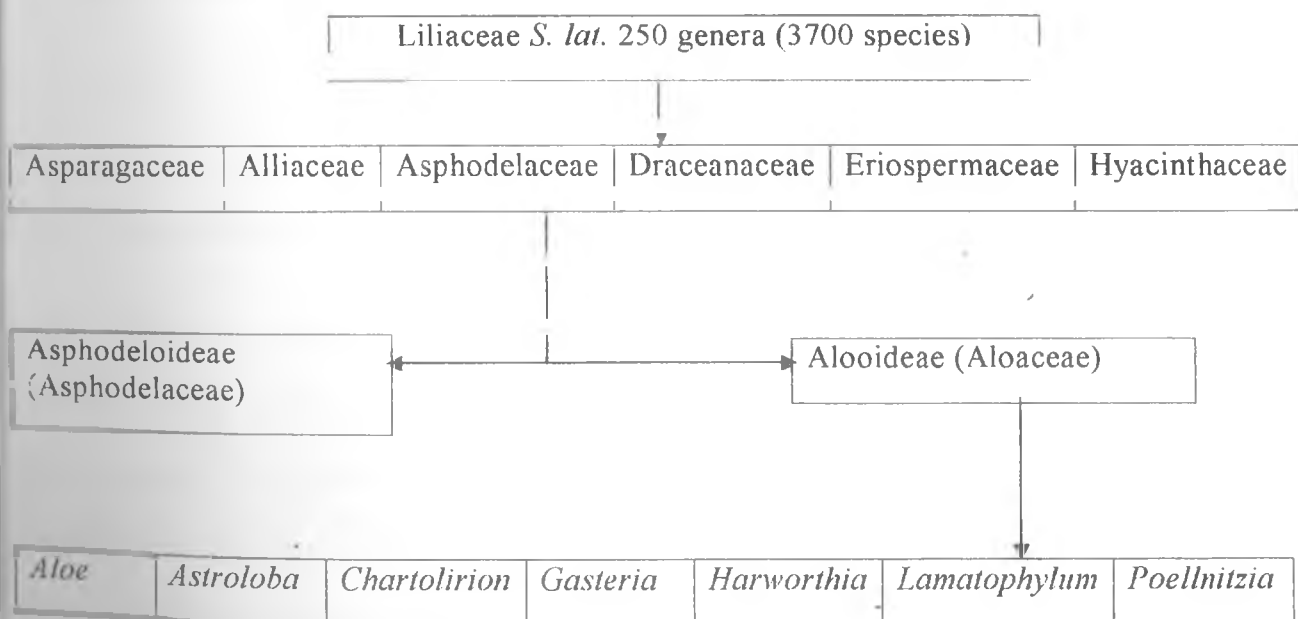 Liliaceae S. lat. 250 genera (3700 species)
Asparagaceae Alliaceae Asphodelaceae Draceanaceae Eriospermaceae Hyacinthaceae
Asphodeloideae
(Asphodelaceae)
Alooideae (Aloaceae)
Aloe Astroloba Chartolirion Gasteria Harworthia Lamatophylum Poellnitzia